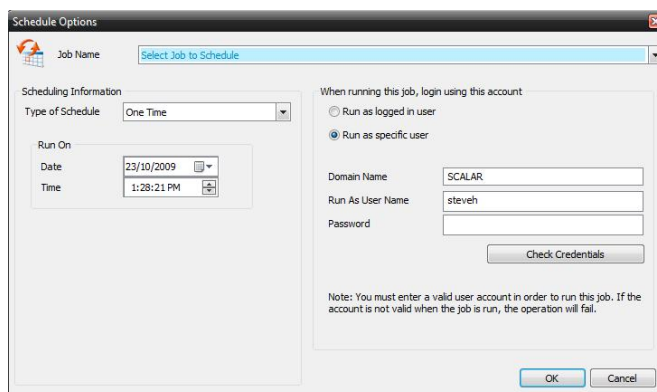 Schedule Options
Job Name
Select Job to Schedule
Scheduling Information
Type of Schedule
One Time
Run On
Date
23/10/2009
Time
1:28:21 PM
When running this job, login using this account
Run as logged in user
Run as specific user
Domain Name
SCALAR
Run As User Name
steveh
Password
Check Credentials
Note: You must enter a valid user account in order to run this job. If the
account is not valid when the job is run, the operation will fail.
OK
Cancel